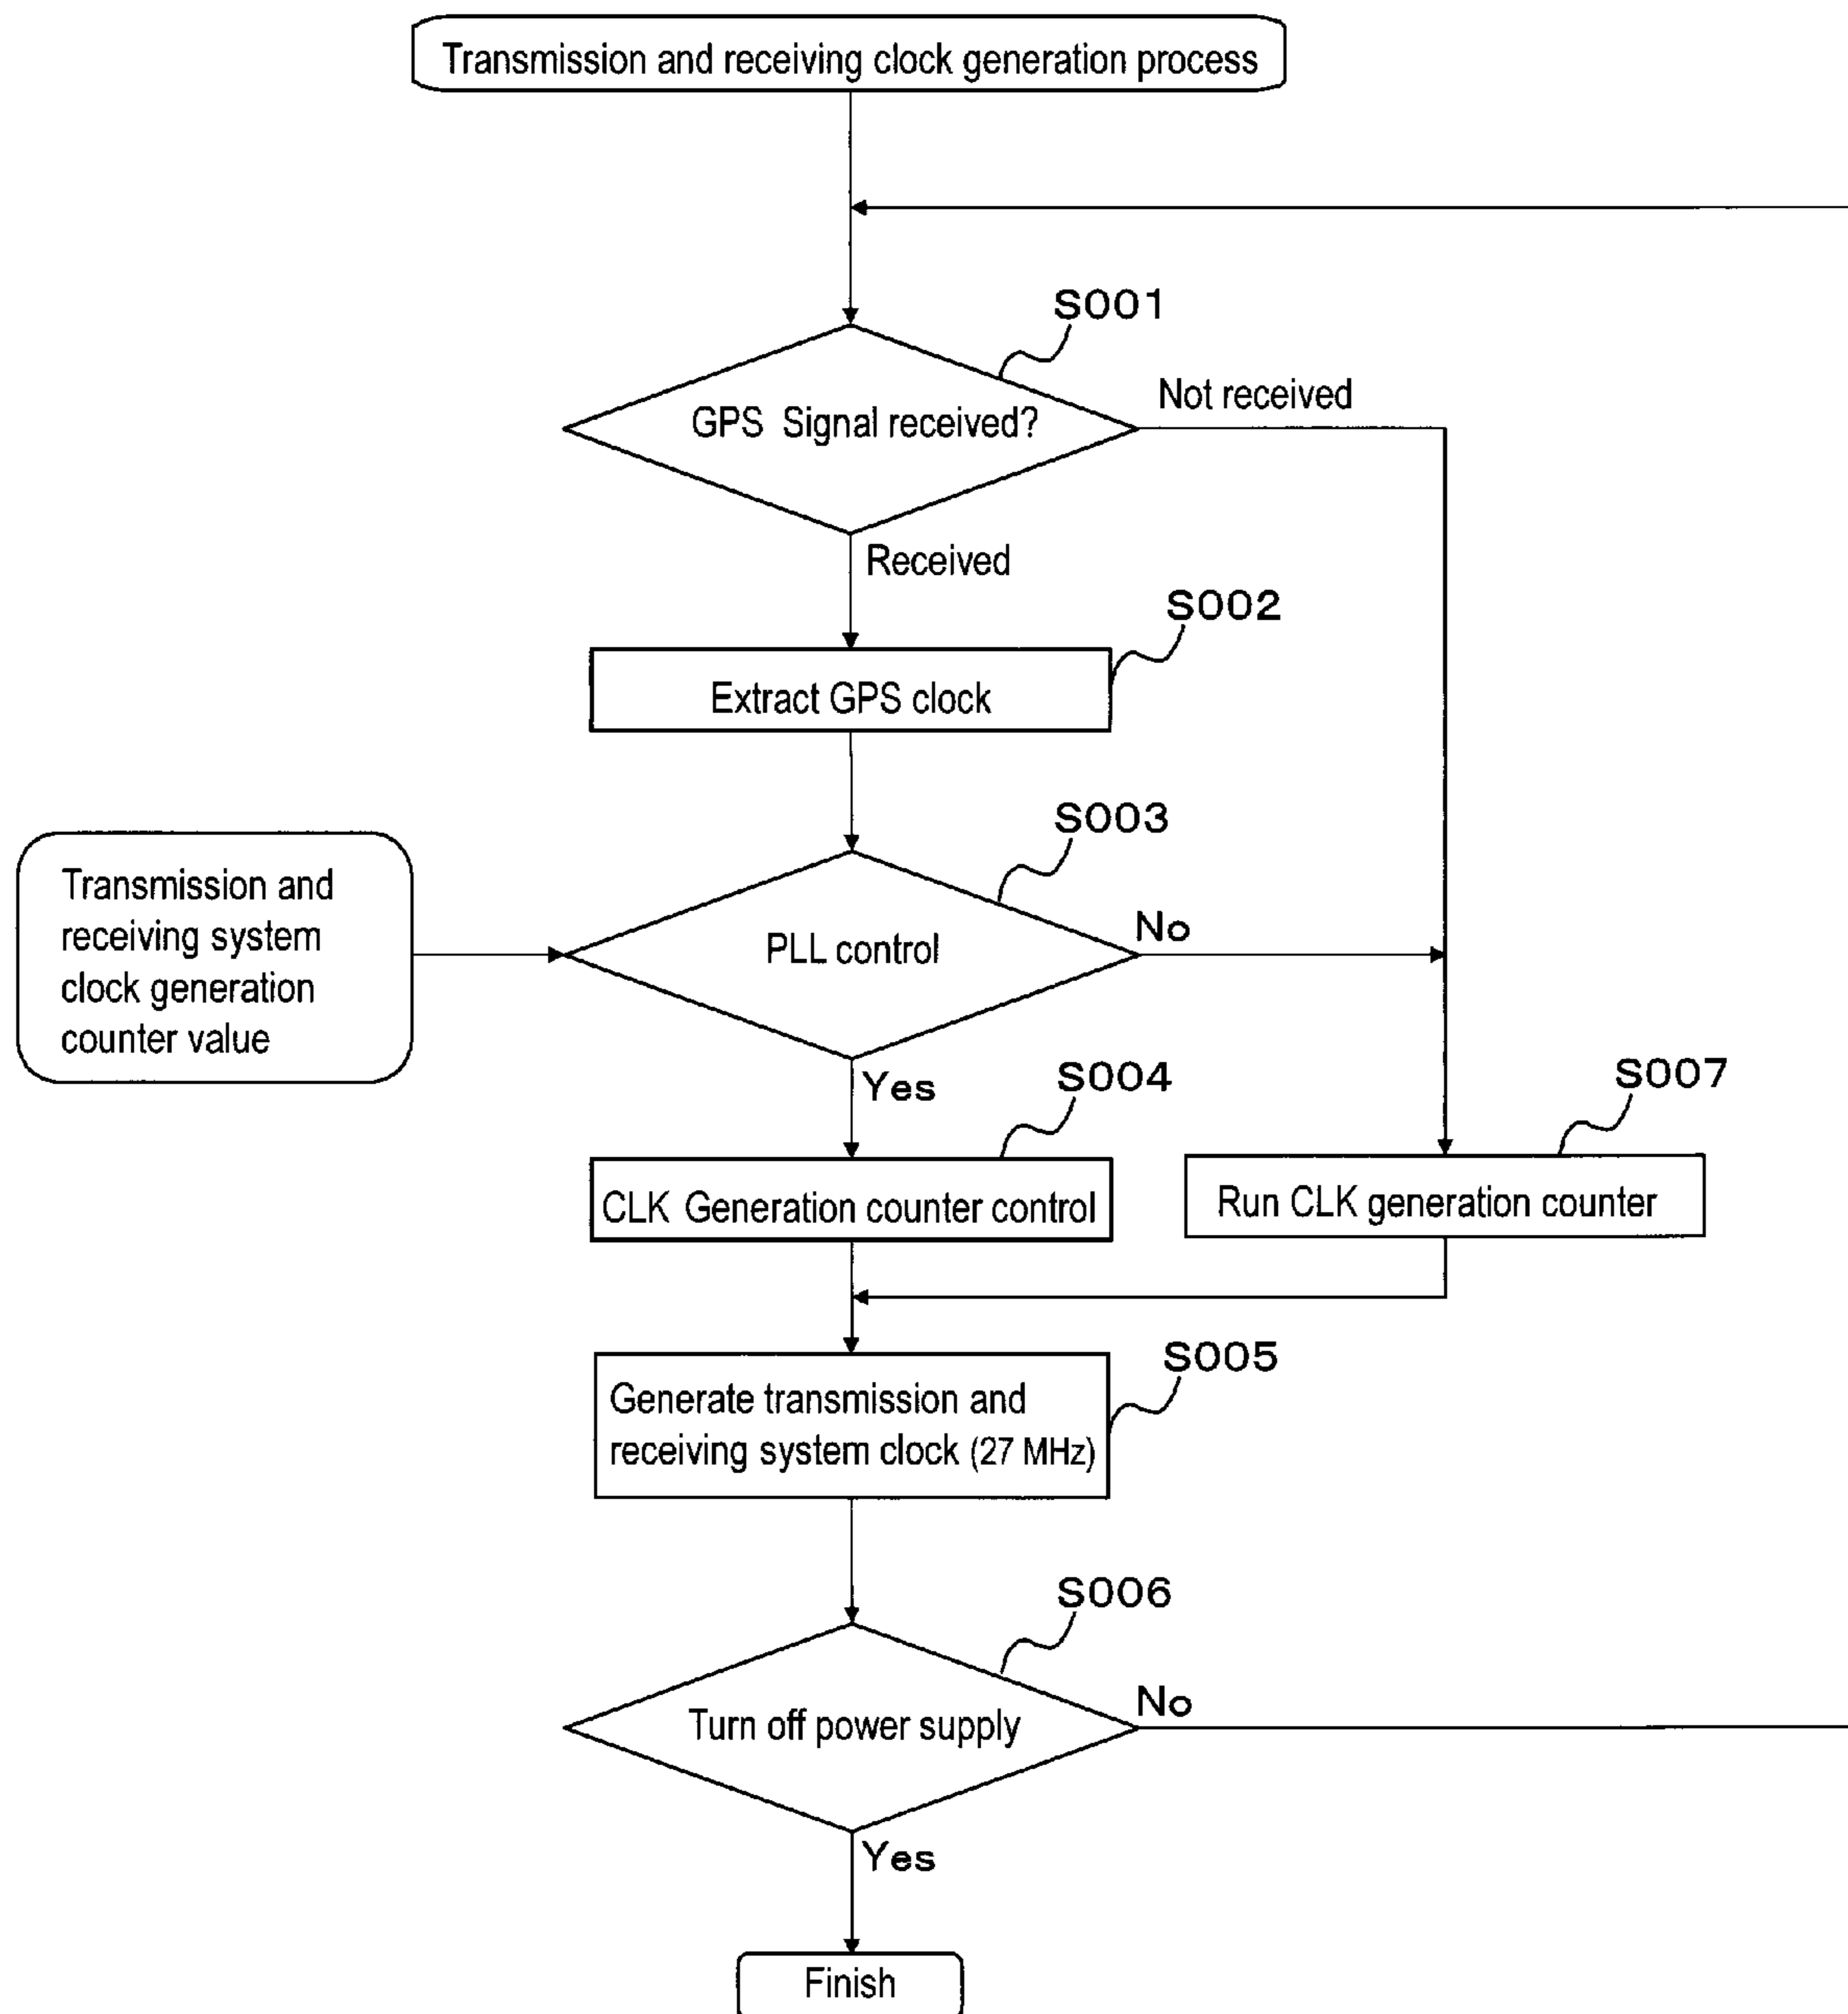 Transmission and receiving clock generation process
S001
GPS Signal received?
Not received
Received
S002
Extract GPS clock
S003
Transmission and
receiving system
clock generation
counter value
PLL control
No
Yes
S004
S007
CLK Generation counter control
Run CLK generation counter
S005
Generate transmission and
receiving system clock (27 MHz)
S006
Turn off power supply
No
Yes
Finish